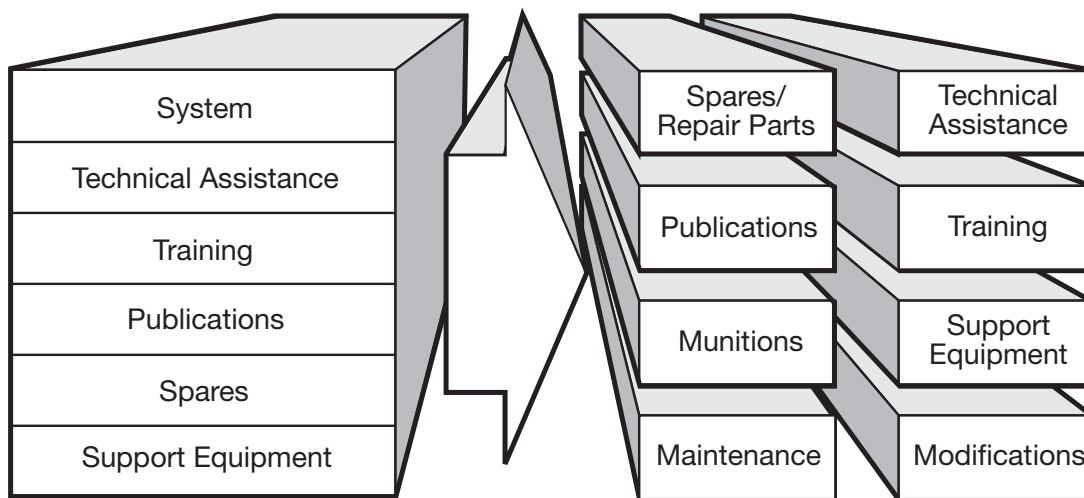 System
Technical Assistance
Training
Publications
Spares
Support Equipment
Spares/
Repair Parts
Publications
Munitions
Maintenance
Technical
Assistance
Training
Support
Equipment
Modifications